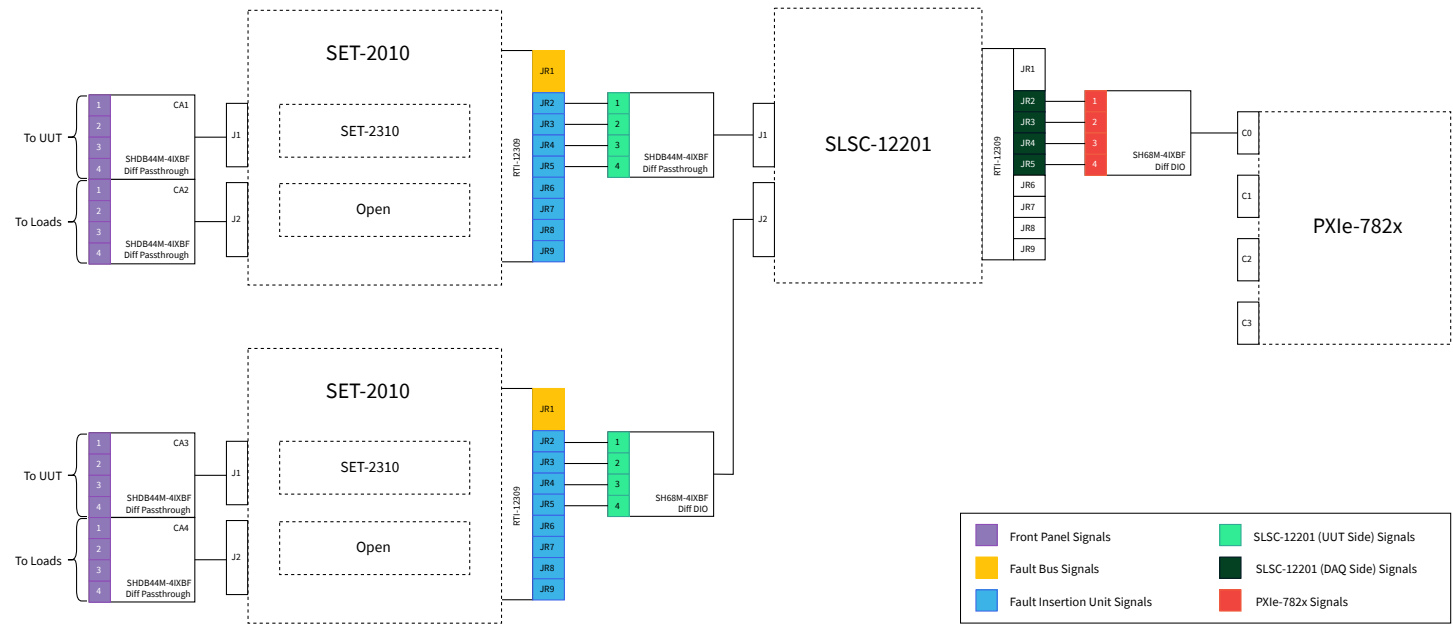 SET-2010
SET-2310
Open
To UUT
To Loads
1
2
3
4
CA1
SHDB44M-4IXBF
Diff Passthrough
1
2
3
4
CA2
SHDB44M-4IXBF
Diff Passthrough
J1
J2
RTI-12309
JR1
JR2
JR3
JR4
JR5
JR6
JR7
JR8
JR9
1
2
3
4
SHDB44M-4IXBF
Diff Passthrough
J1
J2
SLSC-12201
RTI-12309
JR1
JR2
JR3
JR4
JR5
JR6
JR7
JR8
JR9
1
2
3
4
SH68M-4IXBF
Diff DIO
C0
C1
C2
C3
PXIe-782x
SET-2010
SET-2310
Open
To UUT
To Loads
1
2
3
4
CA3
SHDB44M-4IXBF
Diff Passthrough
1
2
3
4
CA4
SHDB44M-4IXBF
Diff Passthrough
J1
J2
RTI-12309
JR1
JR2
JR3
JR4
JR5
JR6
JR7
JR8
JR9
1
2
3
4
SH68M-4IXBF
Diff DIO
Front Panel Signals
Fault Bus Signals
Fault Insertion Unit Signals
SLSC-12201 (UUT Side) Signals
SLSC-12201 (DAQ Side) Signals
PXIe-782x Signals